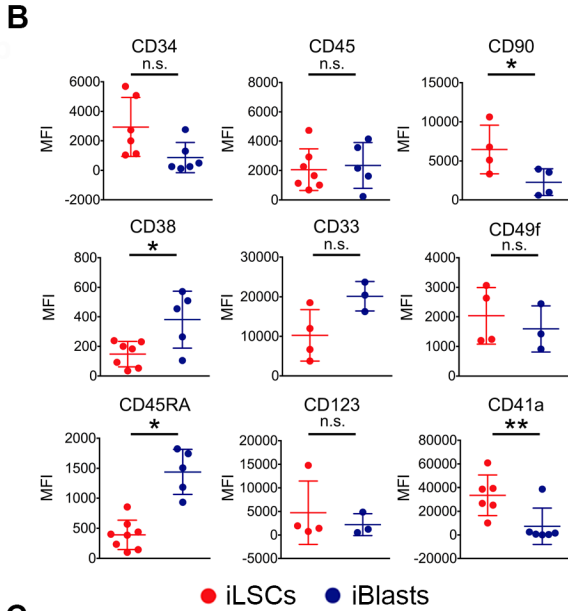 B
CD34
n.s.
MFI
6000
4000
2000
0
-2000
CD45
n.s.
MFI
8000
6000
4000
2000
0
CD90
*
MFI
15000
10000
5000
0
CD38
*
MFI
800
600
400
200
0
CD33
n.s.
MFI
30000
20000
10000
0
CD49f
n.s.
MFI
4000
3000
2000
1000
0
CD45RA
*
MFI
2000
1500
1000
500
0
CD123
n.s.
MFI
20000
15000
10000
5000
0
-5000
CD41a
**
MFI
80000
60000
40000
20000
0
-20000
iLSCs iBlasts